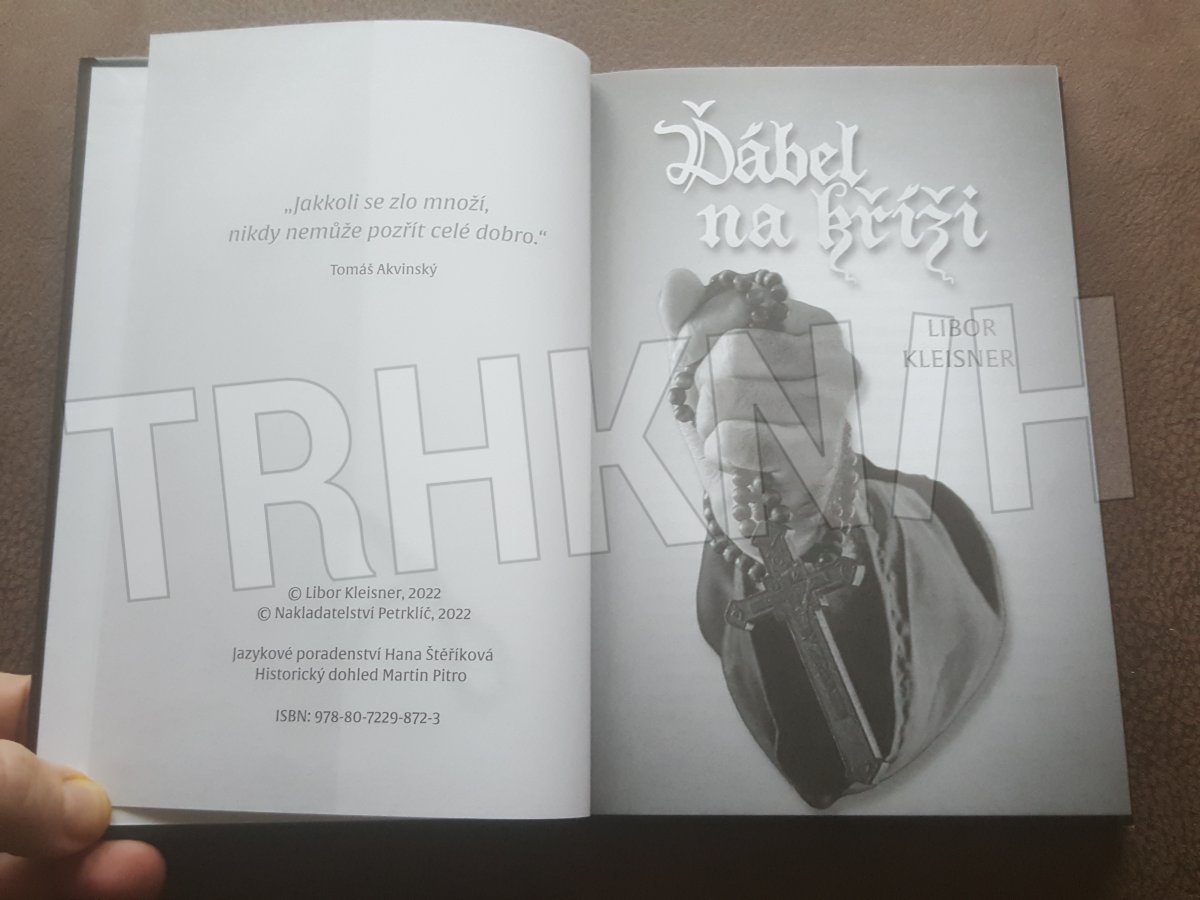 „Jakkoli se zlo množí,
nikdy nemůže pozřít celé dobro.“
Tomáš Akvinský
© Libor Kleisner, 2022
© Nakladatelství Petrklíč, 2022
Jazykové poradenství Hana Štěříková
Historický dohled Martin Pitro
ISBN: 978-80-7229-872-3
Ďábel
na kříži
LIBOR
KLEISNER
TRHKNIH